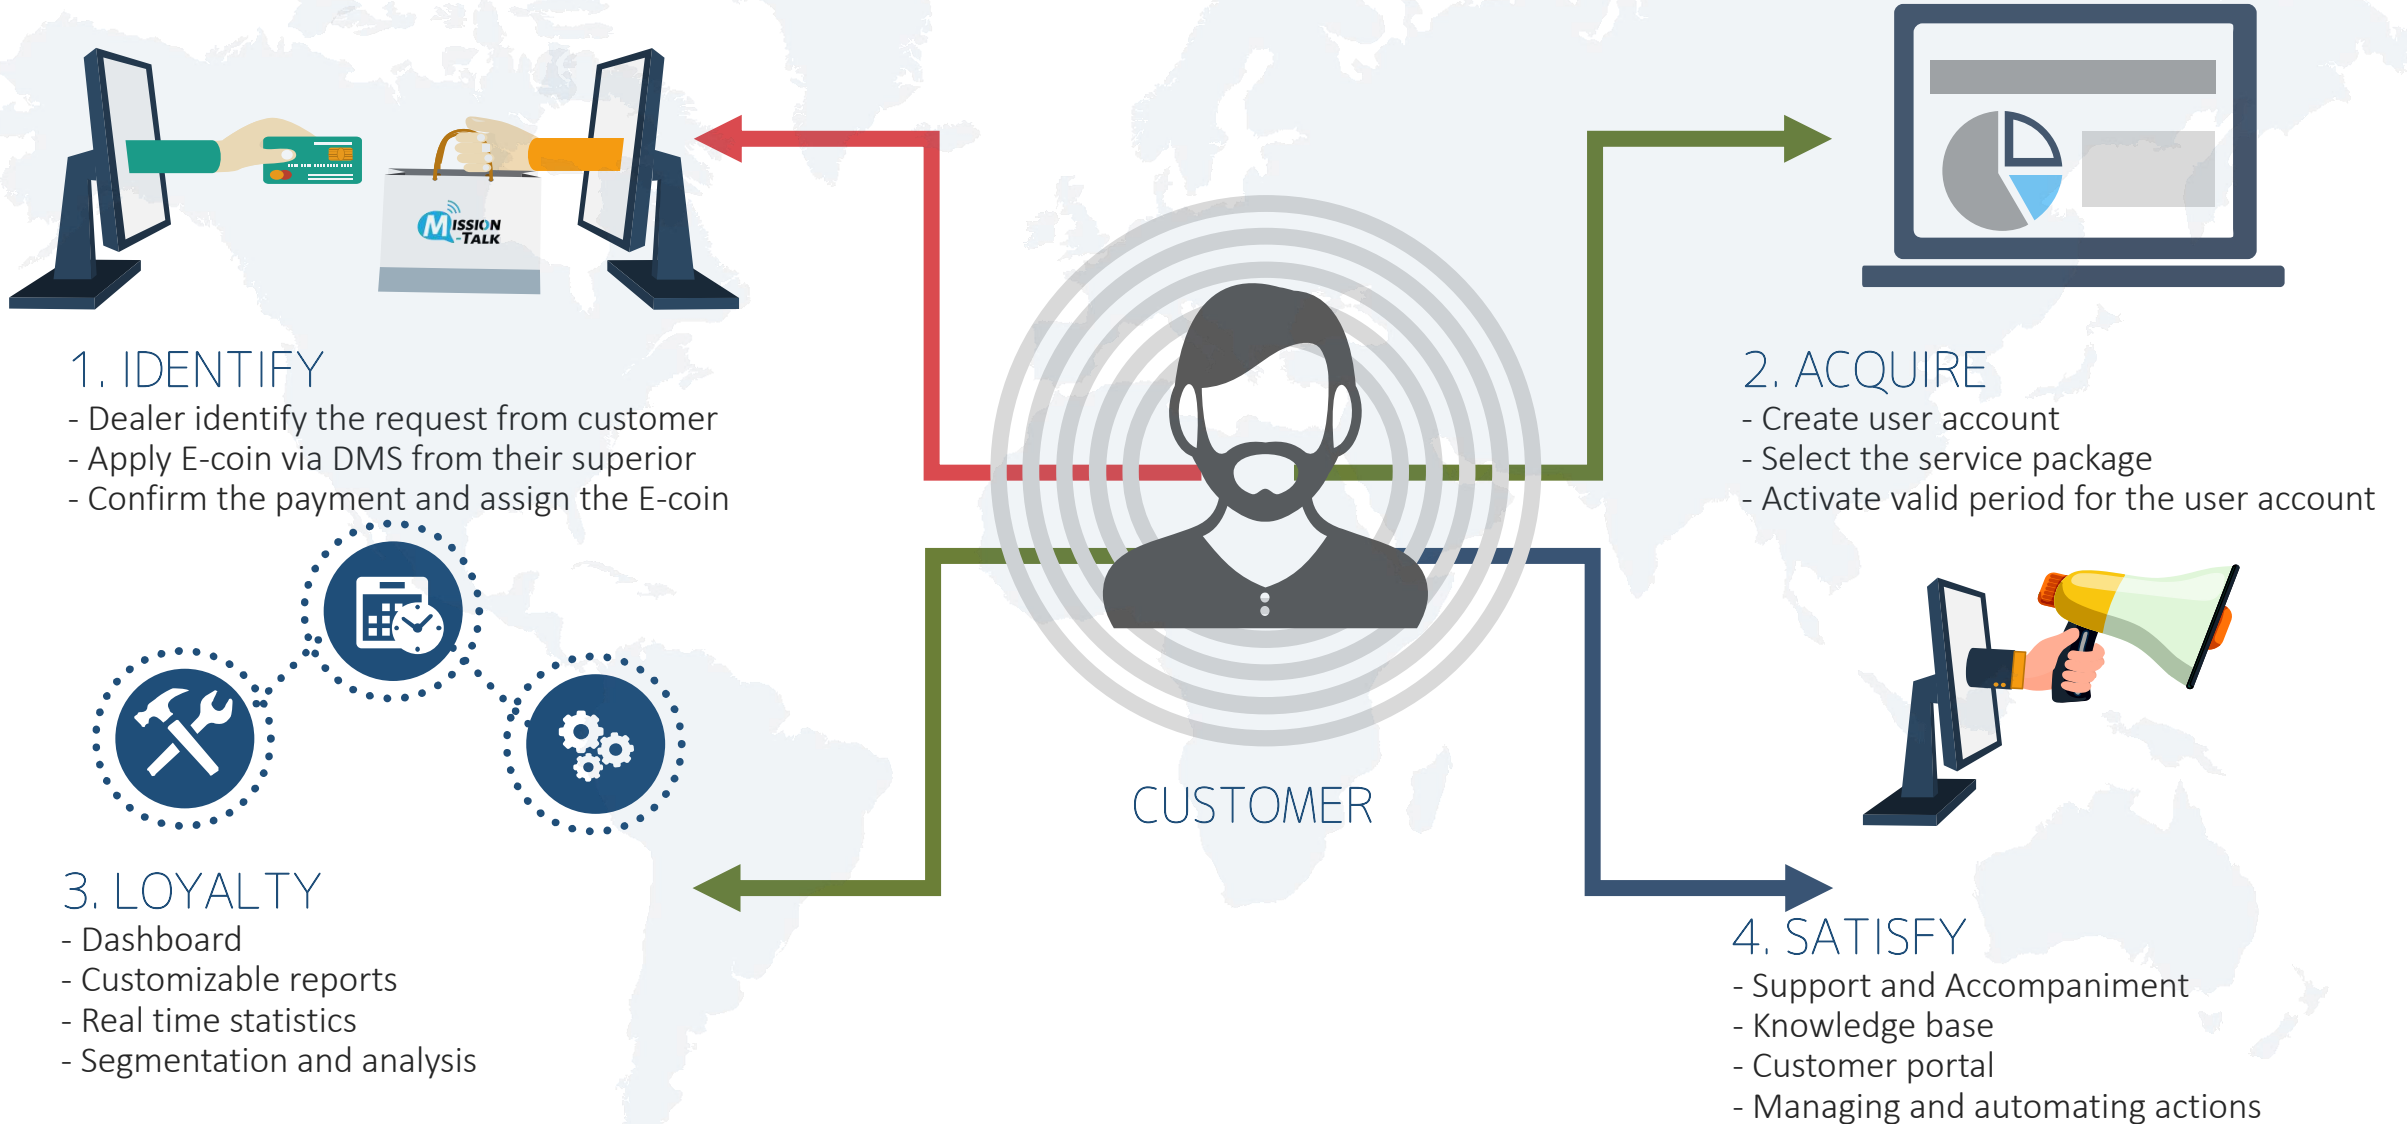 MISSION
-TALK
1. IDENTIFY
- Dealer identify the request from customer
- Apply E-coin via DMS from their superior
- Confirm the payment and assign the E-coin
2. ACQUIRE
- Create user account
- Select the service package
- Activate valid period for the user account
CUSTOMER
3. LOYALTY
- Dashboard
- Customizable reports
- Real time statistics
- Segmentation and analysis
4. SATISFY
- Support and Accompaniment
- Knowledge base
- Customer portal
- Managing and automating actions